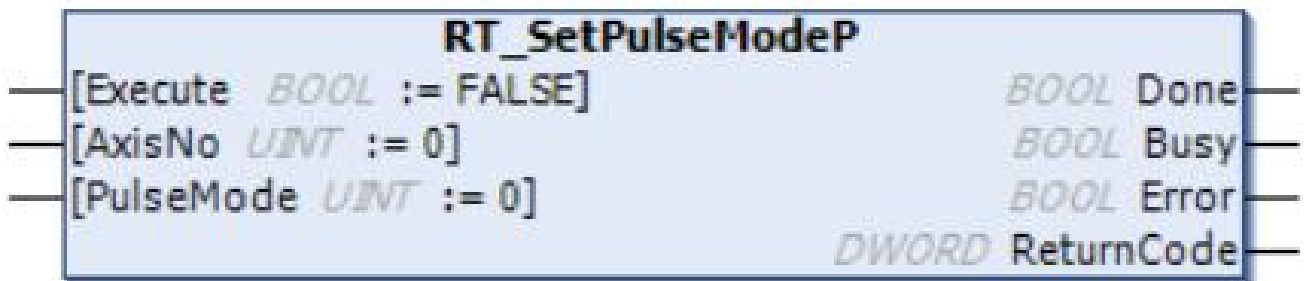 RT_SetPulseModeP
[Execute BOOL := FALSE] BOOL Done
[AxisNo UINT := 0] BOOL Busy
[PulseMode UINT := 0] BOOL Error
DWORD ReturnCode